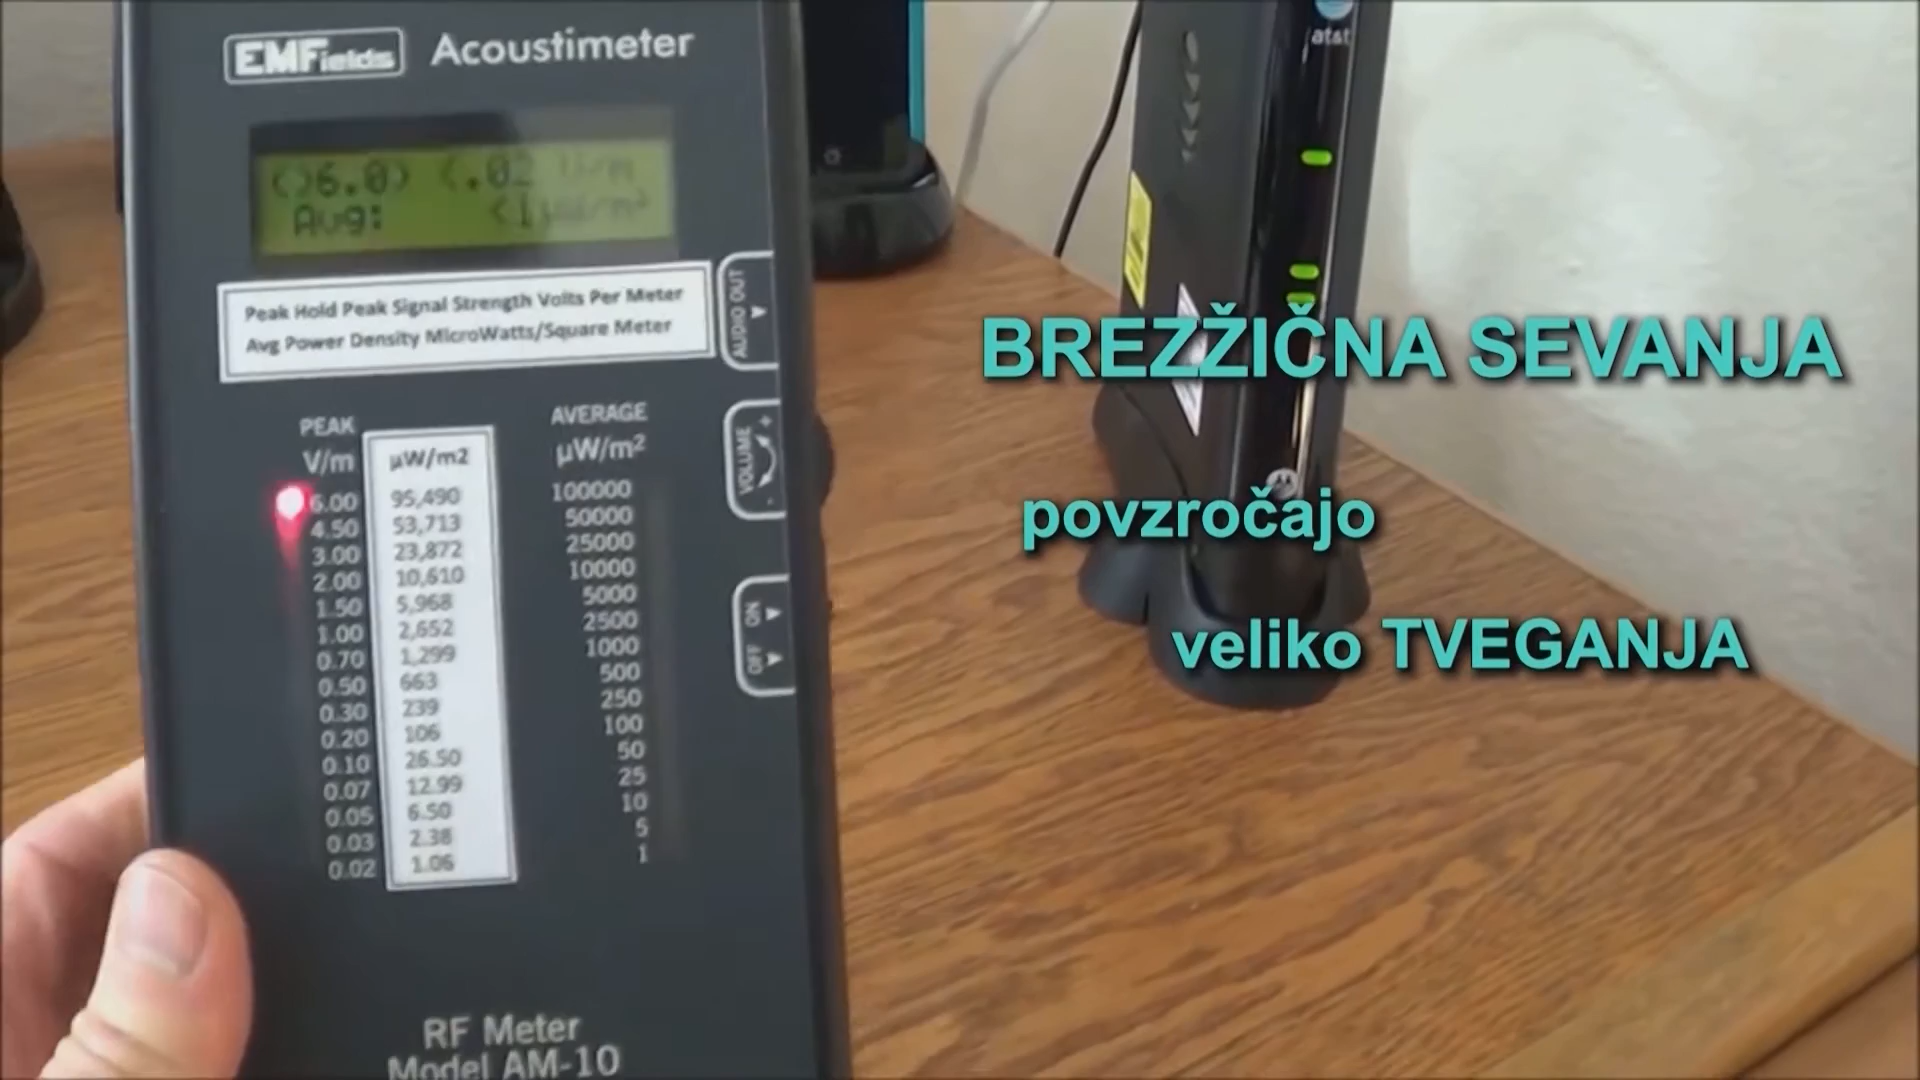 EMFields Acoustimeter
at&t
()6.0) <.02 V/m
Avg: <1µW/m²
Peak Hold Peak Signal Strength Volts Per Meter
Avg Power Density MicroWatts/Square Meter
AUDIO OUT
VOLUME + -
ON
OFF
PEAK AVERAGE
V/m µW/m2 µW/m²
6.00 95,490 100000
4.50 53,713 50000
3.00 23,872 25000
2.00 10,610 10000
1.50 5,968 5000
1.00 2,652 2500
0.70 1,299 1000
0.50 663 500
0.30 239 250
0.20 106 100
0.10 26.50 50
0.07 12.99 25
0.05 6.50 10
0.03 2.38 5
0.02 1.06 1
RF Meter
Model AM-10
BREZŽIČNA SEVANJA
povzročajo
veliko TVEGANJA